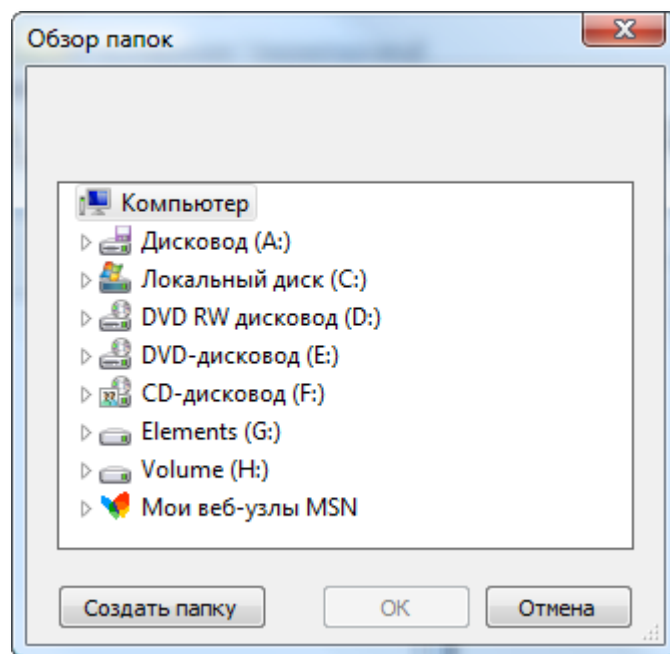 Обзор папок
Компьютер
Дисковод (A:)
Локальный диск (C:)
DVD RW дисковод (D:)
DVD-дисковод (E:)
CD-дисковод (F:)
Elements (G:)
Volume (H:)
Мои веб-узлы MSN
Создать папку
OK
Отмена